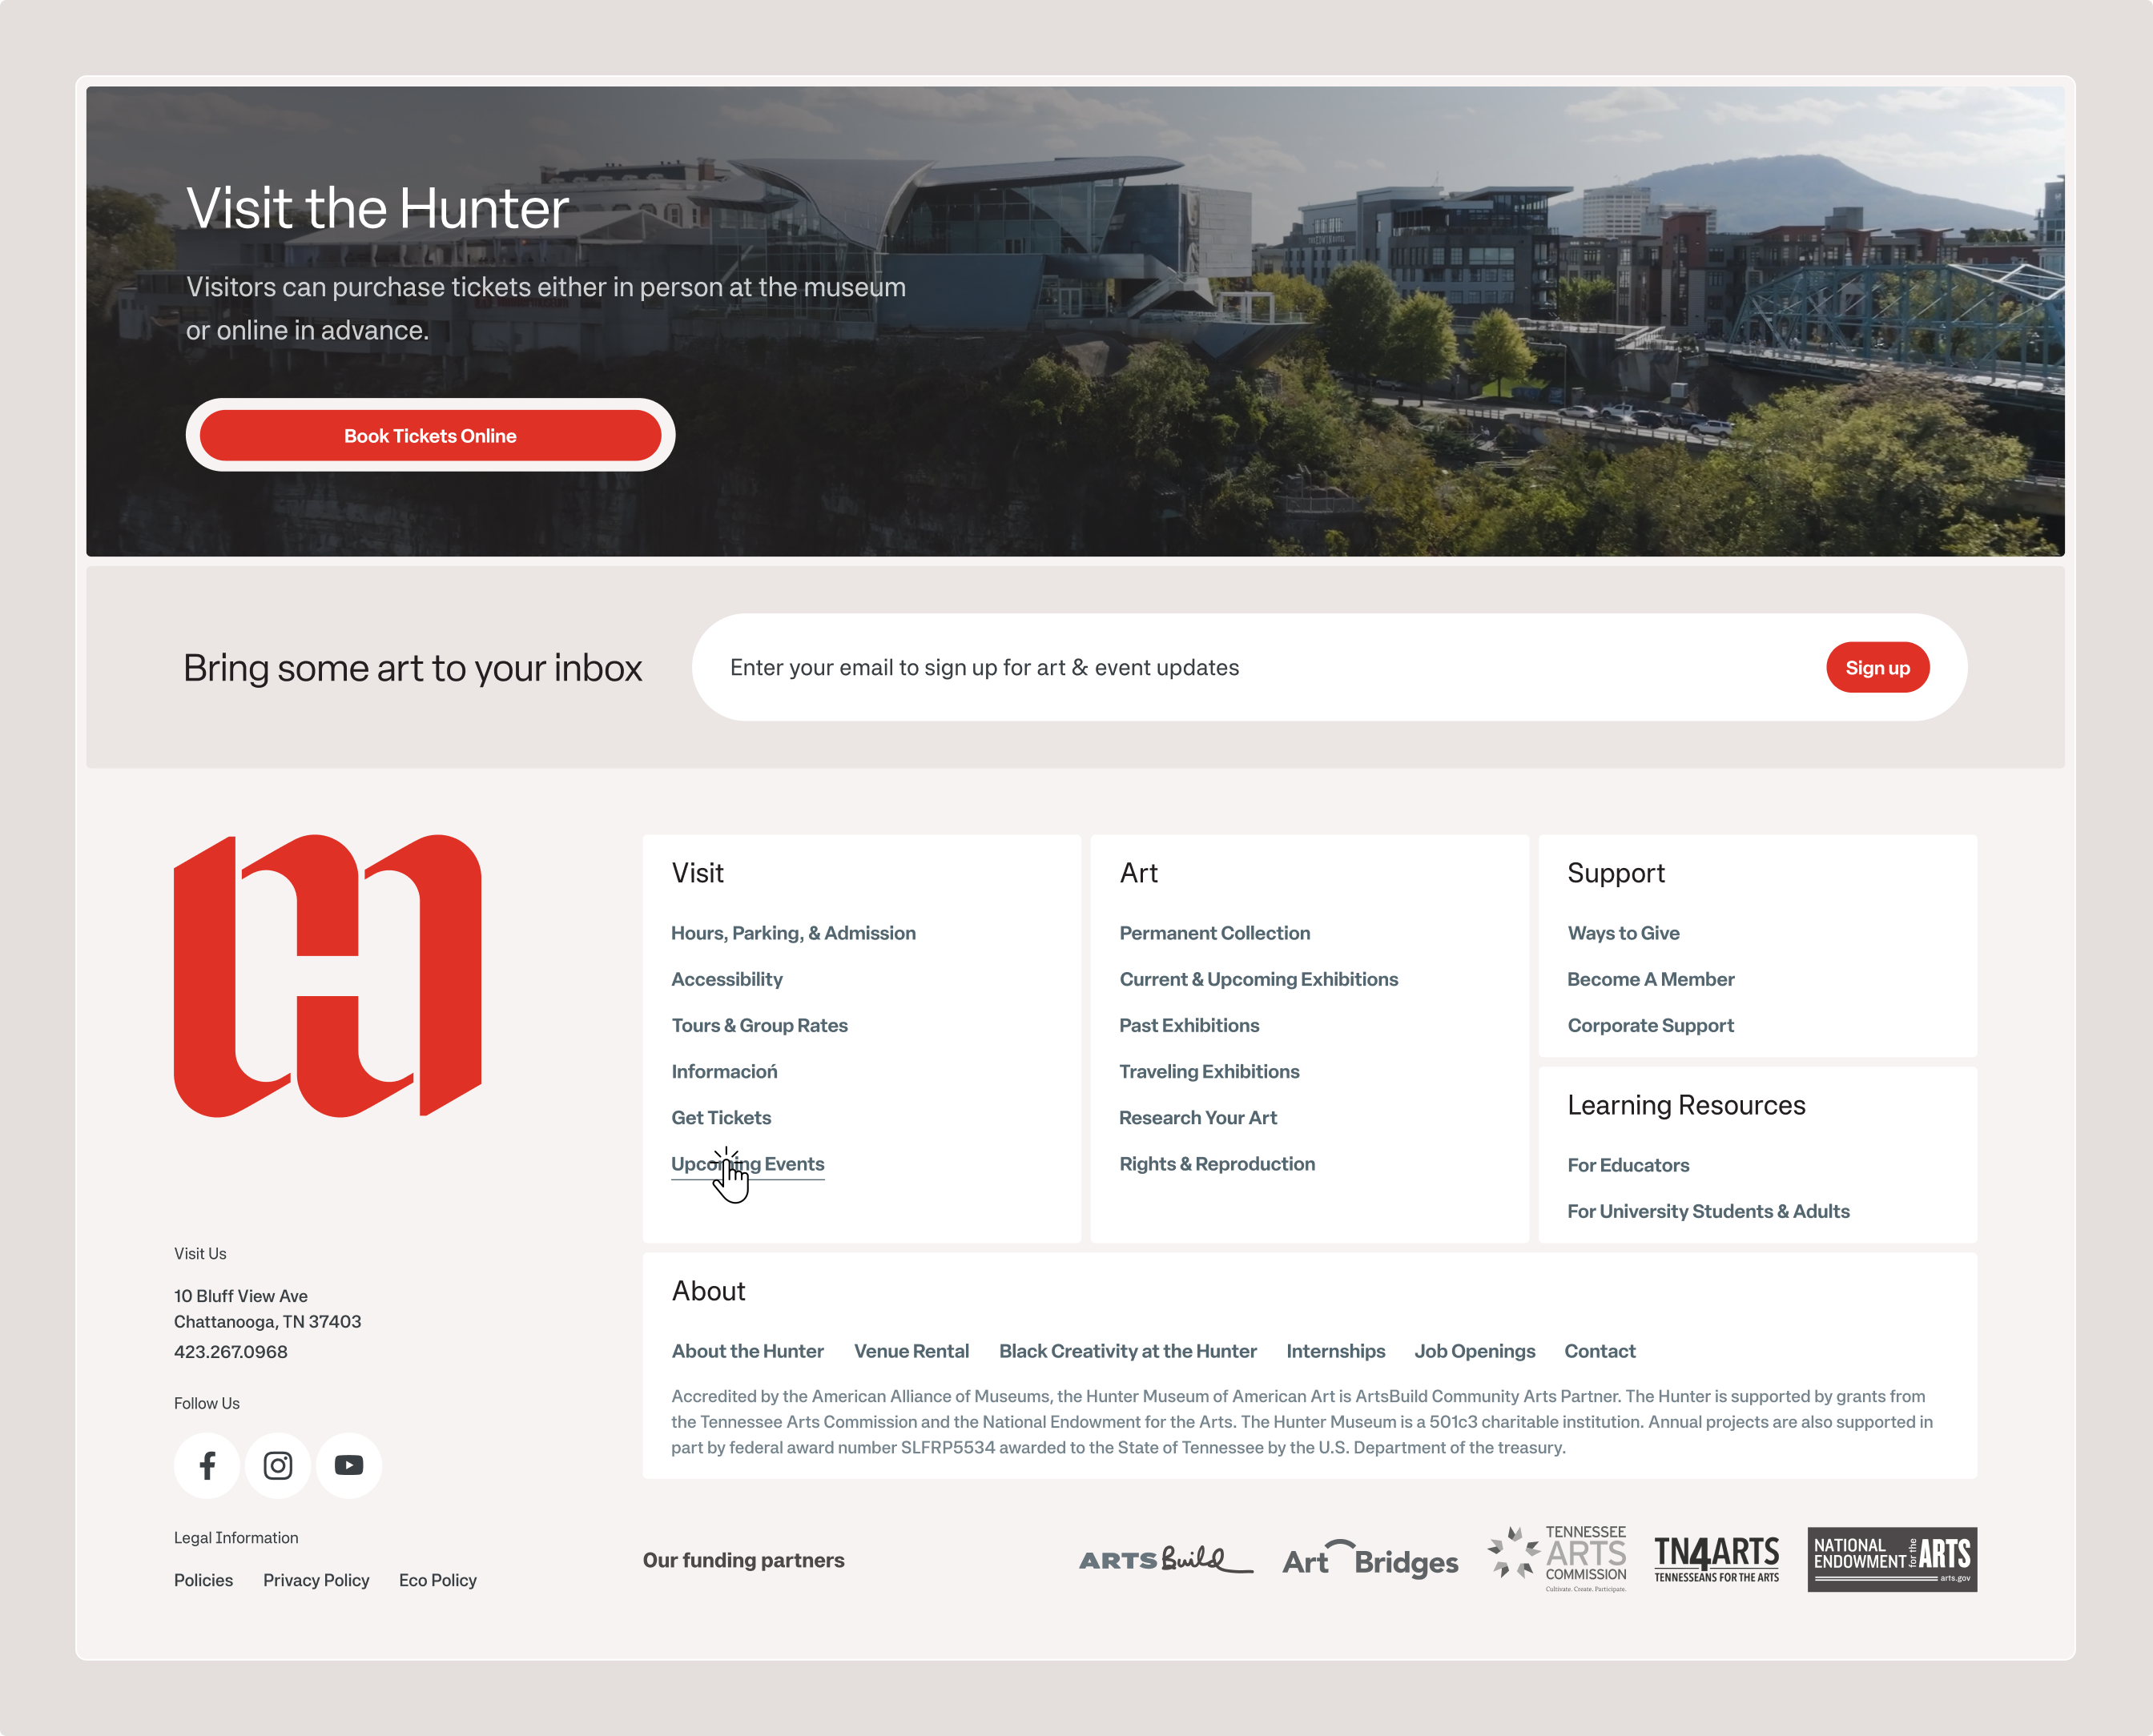 Visit the Hunter
Visitors can purchase tickets either in person at the museum
or online in advance.
Book Tickets Online
Bring some art to your inbox
Enter your email to sign up for art & event updates
Sign up
Visit
Hours, Parking, & Admission
Accessibility
Tours & Group Rates
Informacioń
Get Tickets
Upcoming Events
Art
Permanent Collection
Current & Upcoming Exhibitions
Past Exhibitions
Traveling Exhibitions
Research Your Art
Rights & Reproduction
Support
Ways to Give
Become A Member
Corporate Support
Learning Resources
For Educators
For University Students & Adults
Visit Us
10 Bluff View Ave
Chattanooga, TN 37403
423.267.0968
Follow Us
Legal Information
Policies Privacy Policy Eco Policy
About
About the Hunter Venue Rental Black Creativity at the Hunter Internships Job Openings Contact
Accredited by the American Alliance of Museums, the Hunter Museum of American Art is ArtsBuild Community Arts Partner. The Hunter is supported by grants from
the Tennessee Arts Commission and the National Endowment for the Arts. The Hunter Museum is a 501c3 charitable institution. Annual projects are also supported in
part by federal award number SLFRP5534 awarded to the State of Tennessee by the U.S. Department of the treasury.
Our funding partners
ARTS Build
Art Bridges
TENNESSEE
ARTS
COMMISSION
Cultivate. Create. Participate.
TN4ARTS
TENNESSEANS FOR THE ARTS
NATIONAL
ENDOWMENT for the ARTS
arts.gov